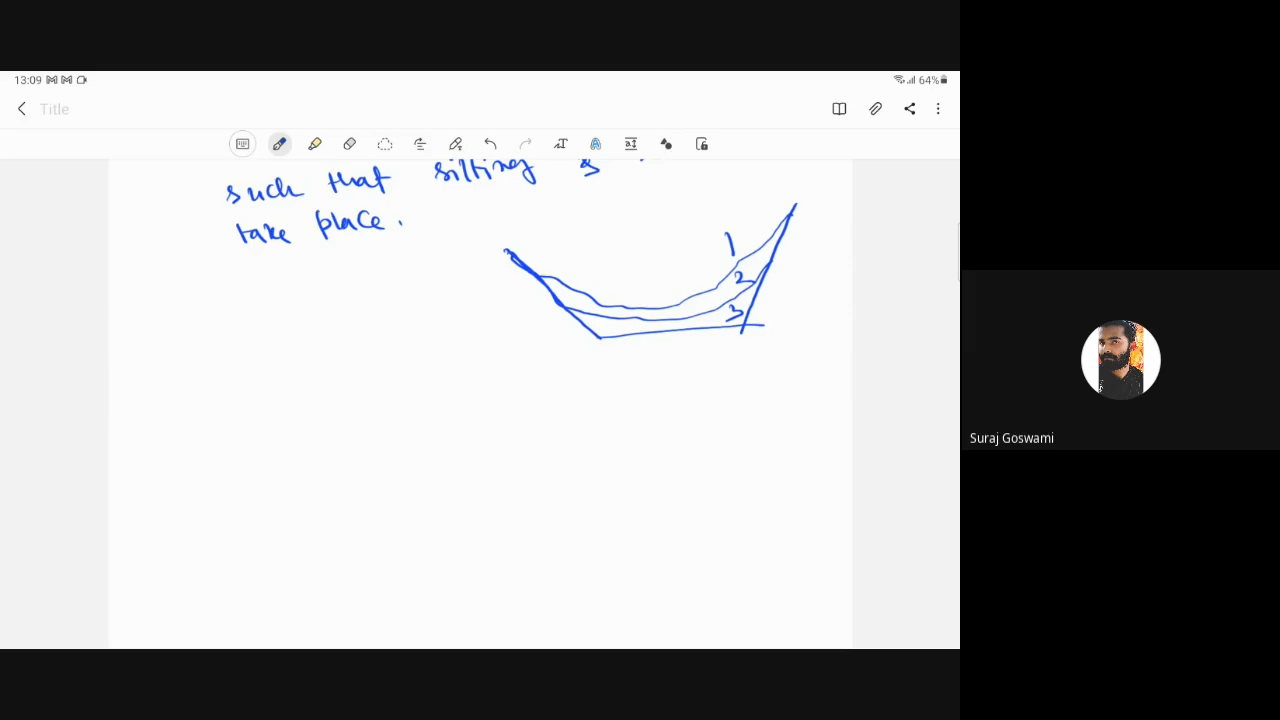 13:09
64%
Title
such that silting &
take place.
1
2
3
Suraj Goswami